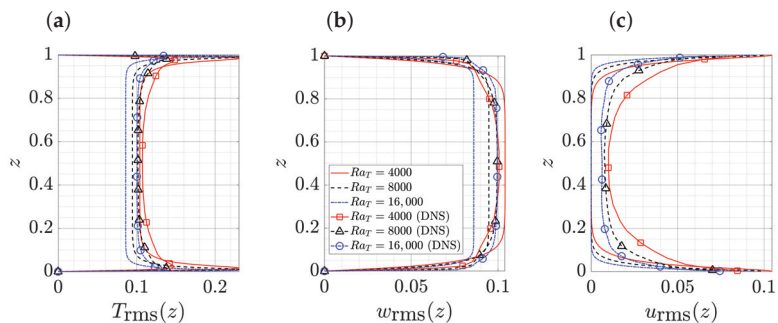 (a)
(b)
(c)
1
0.8
0.6
0.4
0.2
0
z
0
0.1
0.2
T_rms(z)
1
0.8
0.6
0.4
0.2
0
z
Ra_T = 4000
Ra_T = 8000
Ra_T = 16,000
Ra_T = 4000 (DNS)
Ra_T = 8000 (DNS)
Ra_T = 16,000 (DNS)
0
0.05
0.1
w_rms(z)
1
0.8
0.6
0.4
0.2
0
z
0
0.05
0.1
u_rms(z)